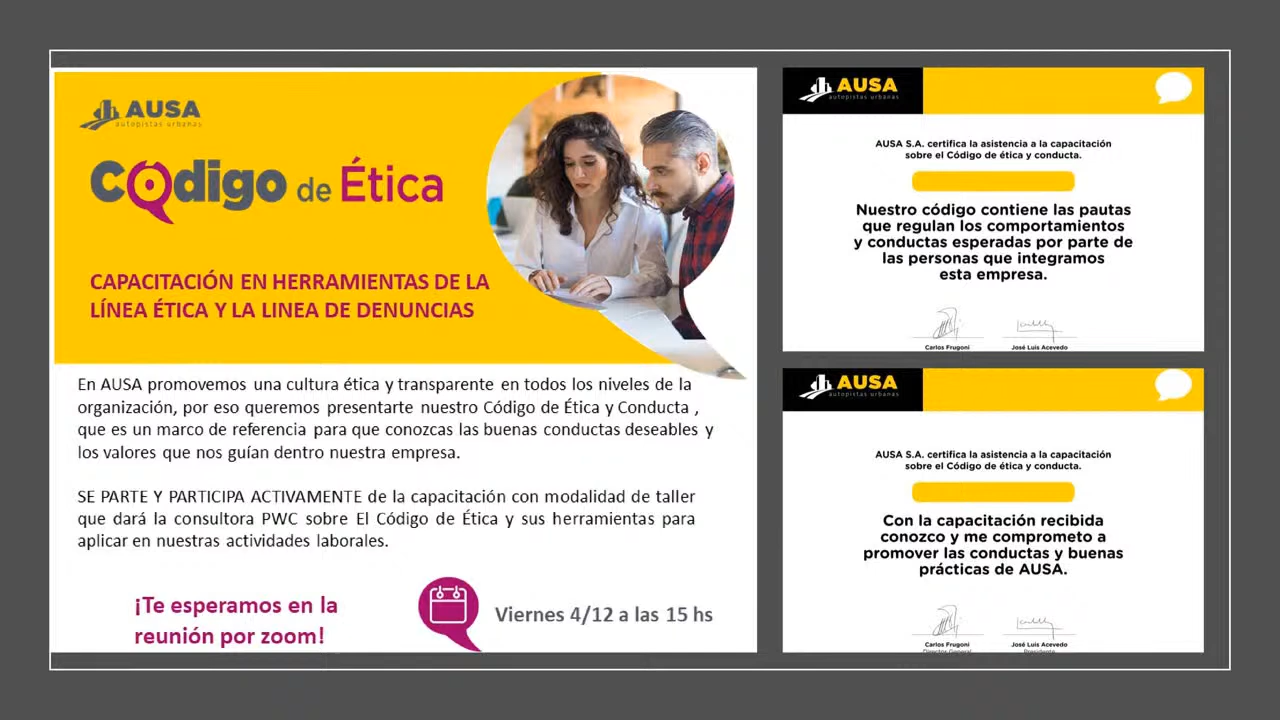 AUSA
autopistas urbanas
Código de Ética
CAPACITACIÓN EN HERRAMIENTAS DE LA
LÍNEA ÉTICA Y LA LINEA DE DENUNCIAS
En AUSA promovemos una cultura ética y transparente en todos los niveles de la
organización, por eso queremos presentarte nuestro Código de Ética y Conducta ,
que es un marco de referencia para que conozcas las buenas conductas deseables y
los valores que nos guían dentro nuestra empresa.
SE PARTE Y PARTICIPA ACTIVAMENTE de la capacitación con modalidad de taller
que dará la consultora PWC sobre El Código de Ética y sus herramientas para
aplicar en nuestras actividades laborales.
¡Te esperamos en la
reunión por zoom!
Viernes 4/12 a las 15 hs
AUSA
autopistas urbanas
AUSA S.A. certifica la asistencia a la capacitación
sobre el Código de ética y conducta.
Nuestro código contiene las pautas
que regulan los comportamientos
y conductas esperadas por parte de
las personas que integramos
esta empresa.
Carlos Frugoni José Luis Acevedo
AUSA
autopistas urbanas
AUSA S.A. certifica la asistencia a la capacitación
sobre el Código de ética y conducta.
Con la capacitación recibida
conozco y me comprometo a
promover las conductas y buenas
prácticas de AUSA.
Carlos Frugoni José Luis Acevedo
Director General Presidente